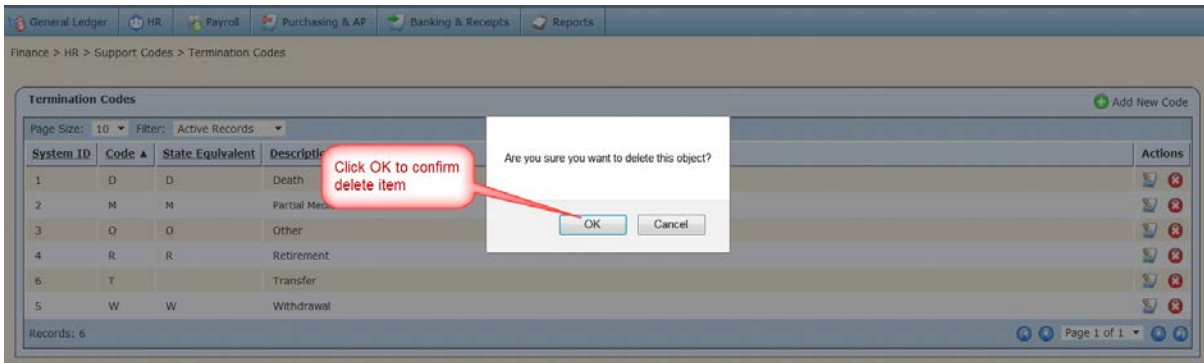 General Ledger HR Payroll Purchasing & AP Banking & Receipts Reports
Finance > HR > Support Codes > Termination Codes
Termination Codes Add New Code
Page Size: 10 Filter: Active Records
System ID Code ▲ State Equivalent Descriptio Actions
1 D D Death
2 M M Partial
3 O O Other
4 R R Retirement
6 T Transfer
5 W W Withdrawal
Records: 6 Page 1 of 1
Click OK to confirm
delete item
Are you sure you want to delete this object?
OK Cancel